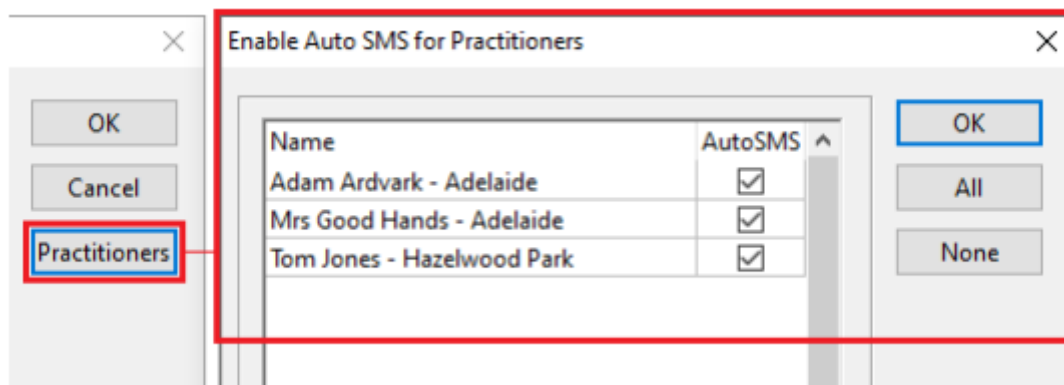 OK
Cancel
Practitioners
Enable Auto SMS for Practitioners
Name AutoSMS
Adam Ardvark - Adelaide
Mrs Good Hands - Adelaide
Tom Jones - Hazelwood Park
OK
All
None